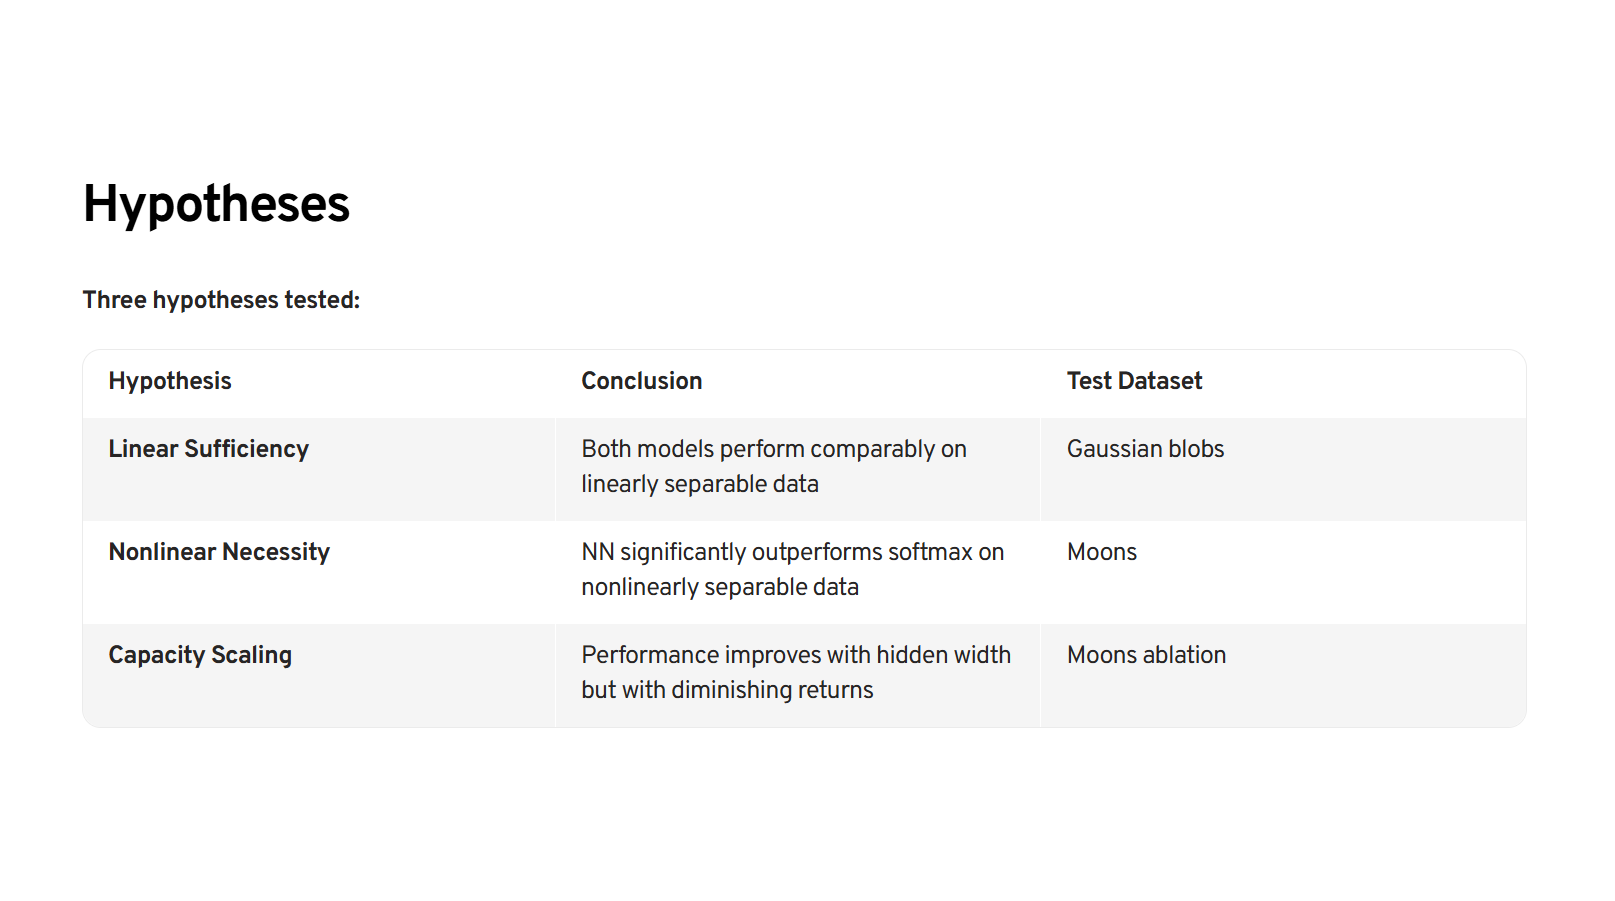 Hypotheses
Three hypotheses tested:
Hypothesis Conclusion Test Dataset
Linear Sufficiency Both models perform comparably on Gaussian blobs
linearly separable data
Nonlinear Necessity NN significantly outperforms softmax on Moons
nonlinearly separable data
Capacity Scaling Performance improves with hidden width Moons ablation
but with diminishing returns